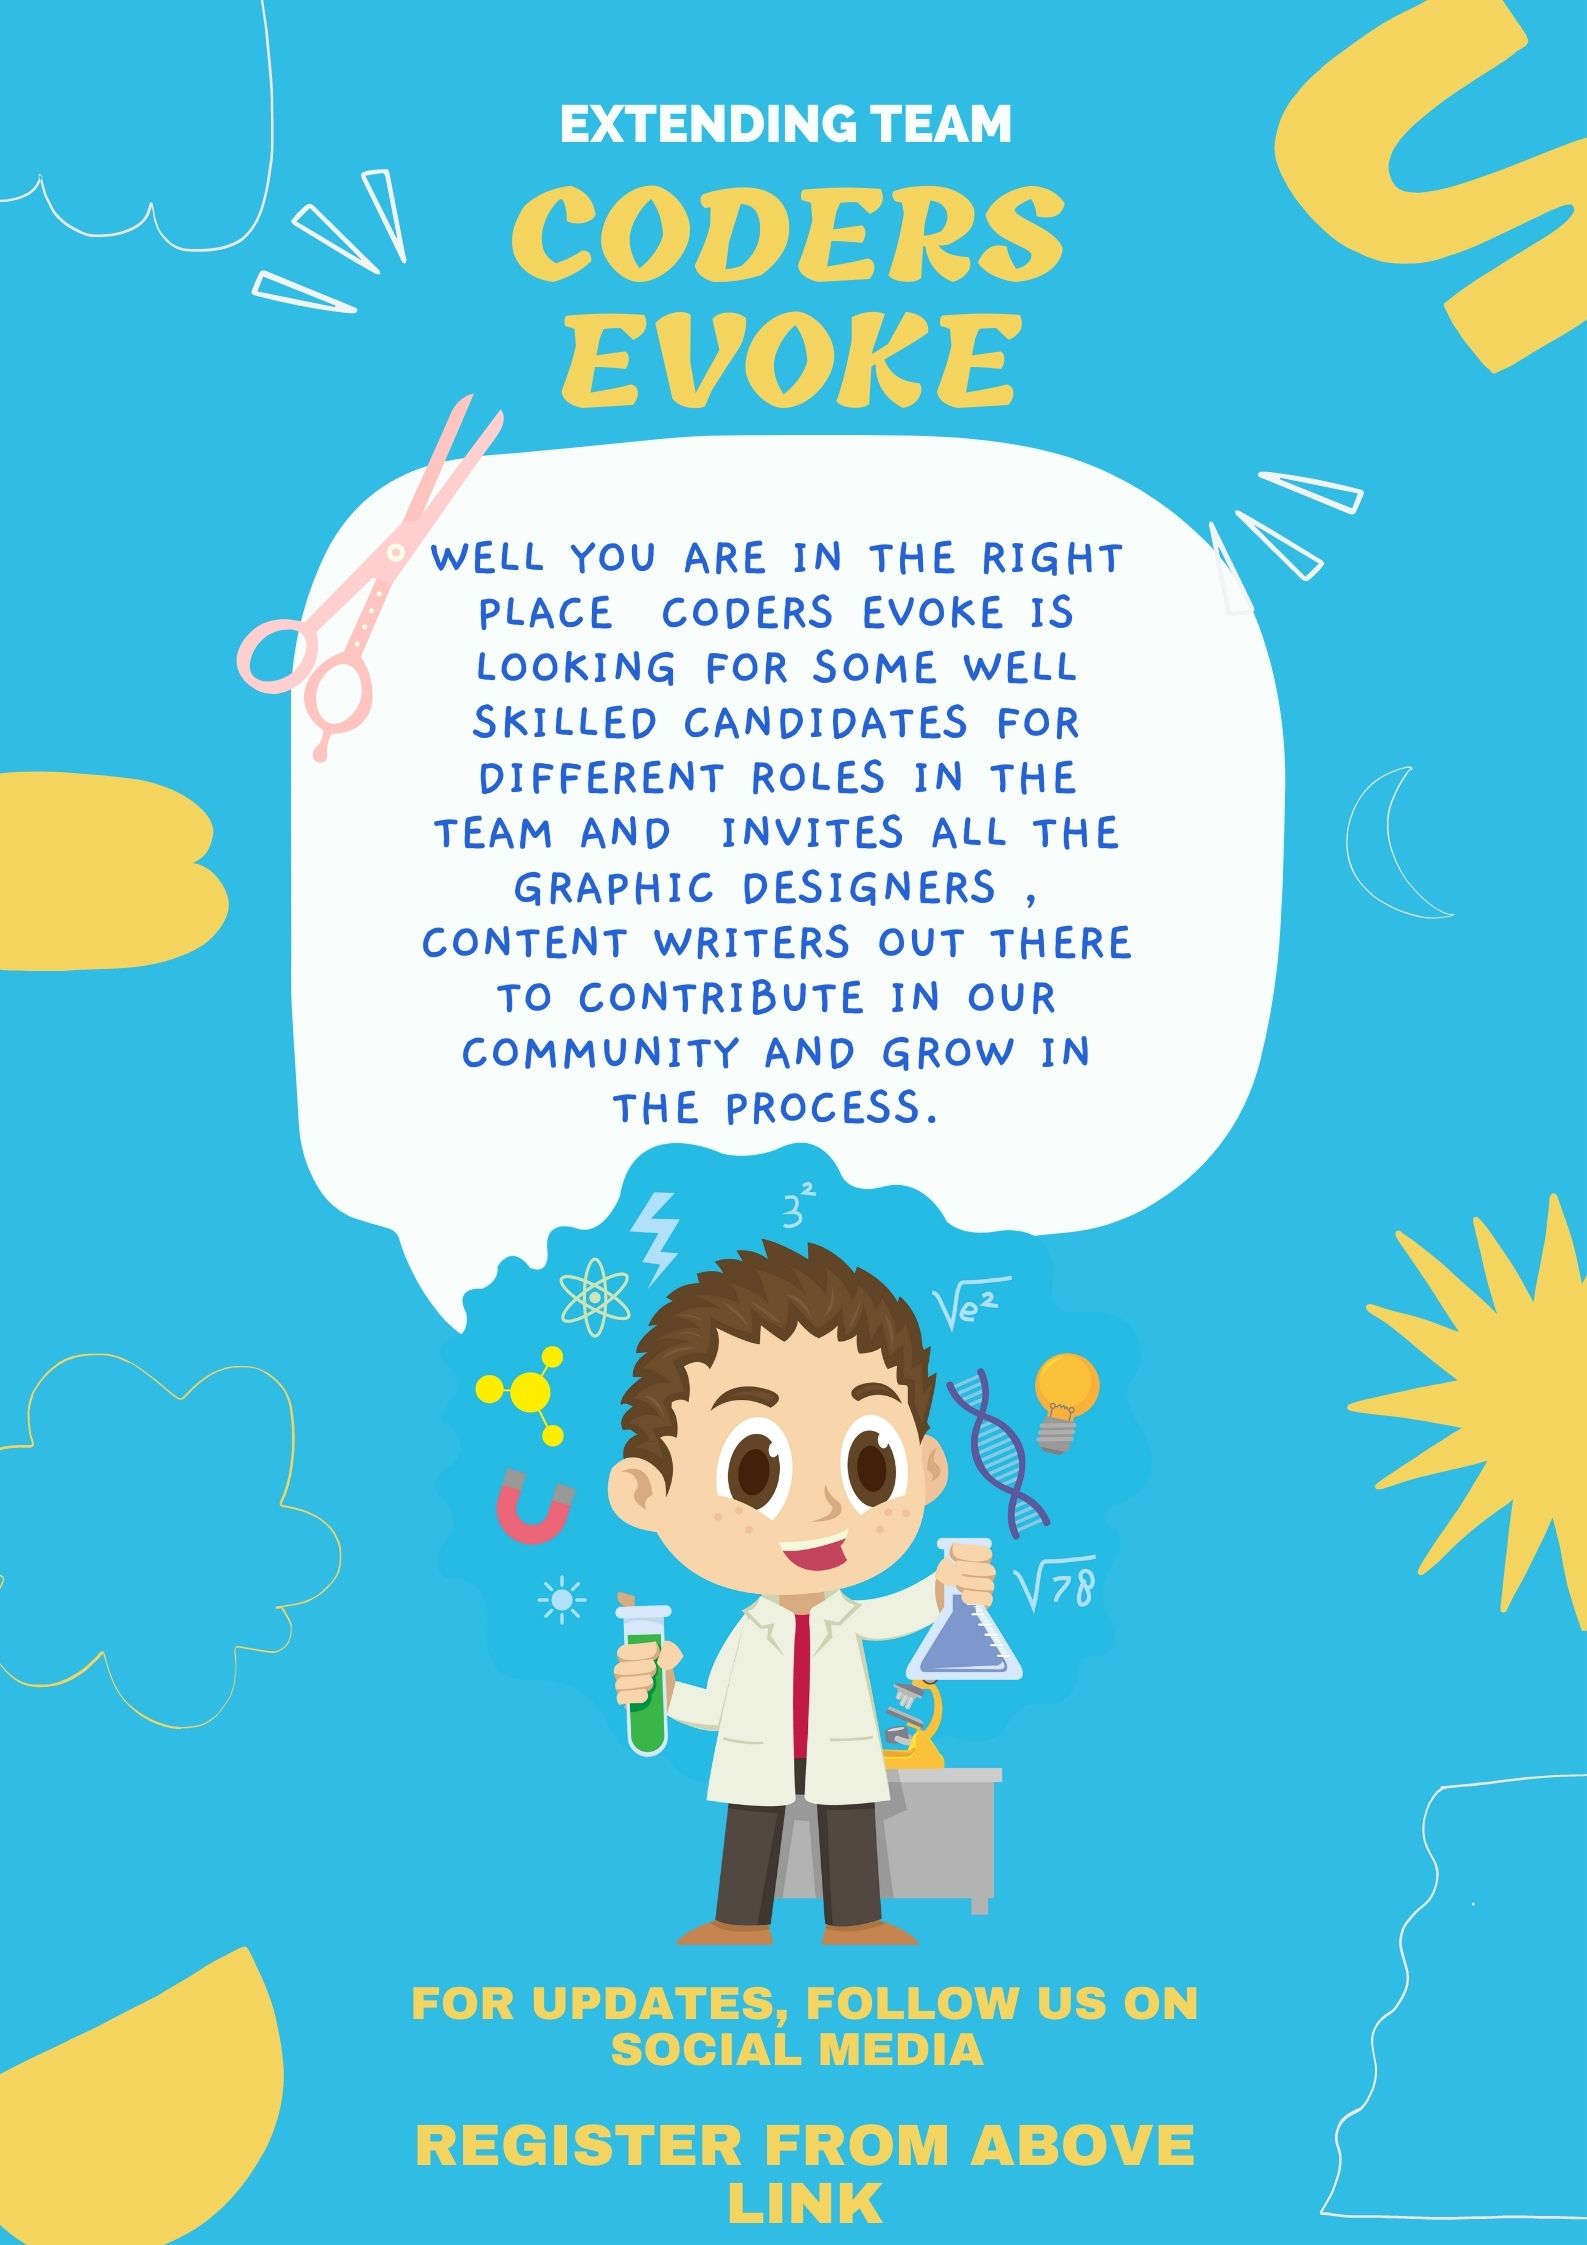 EXTENDING TEAM
CODERS
EVOKE
WELL YOU ARE IN THE RIGHT
PLACE CODERS EVOKE IS
LOOKING FOR SOME WELL
SKILLED CANDIDATES FOR
DIFFERENT ROLES IN THE
TEAM AND INVITES ALL THE
GRAPHIC DESIGNERS ,
CONTENT WRITERS OUT THERE
TO CONTRIBUTE IN OUR
COMMUNITY AND GROW IN
THE PROCESS.
3²
√e²
√78
FOR UPDATES, FOLLOW US ON
SOCIAL MEDIA
REGISTER FROM ABOVE
LINK